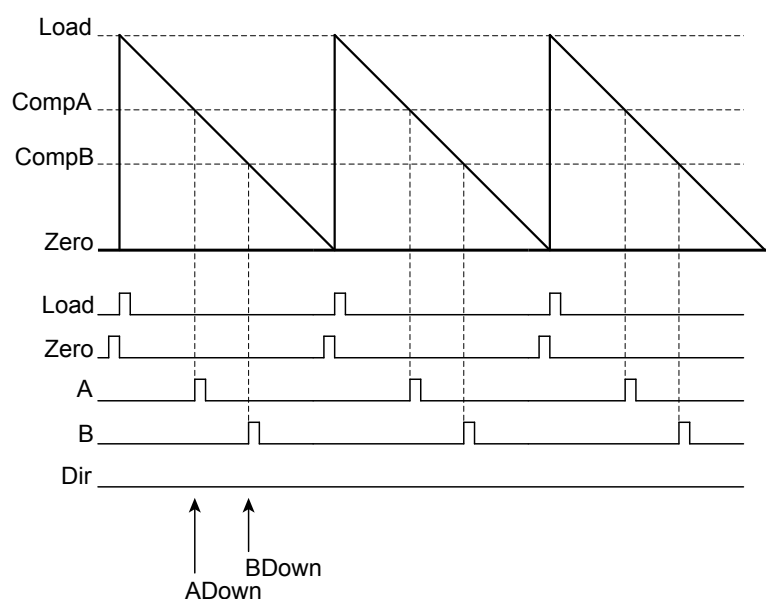 Load
CompA
CompB
Zero
Load
Zero
A
B
Dir
BDown
ADown